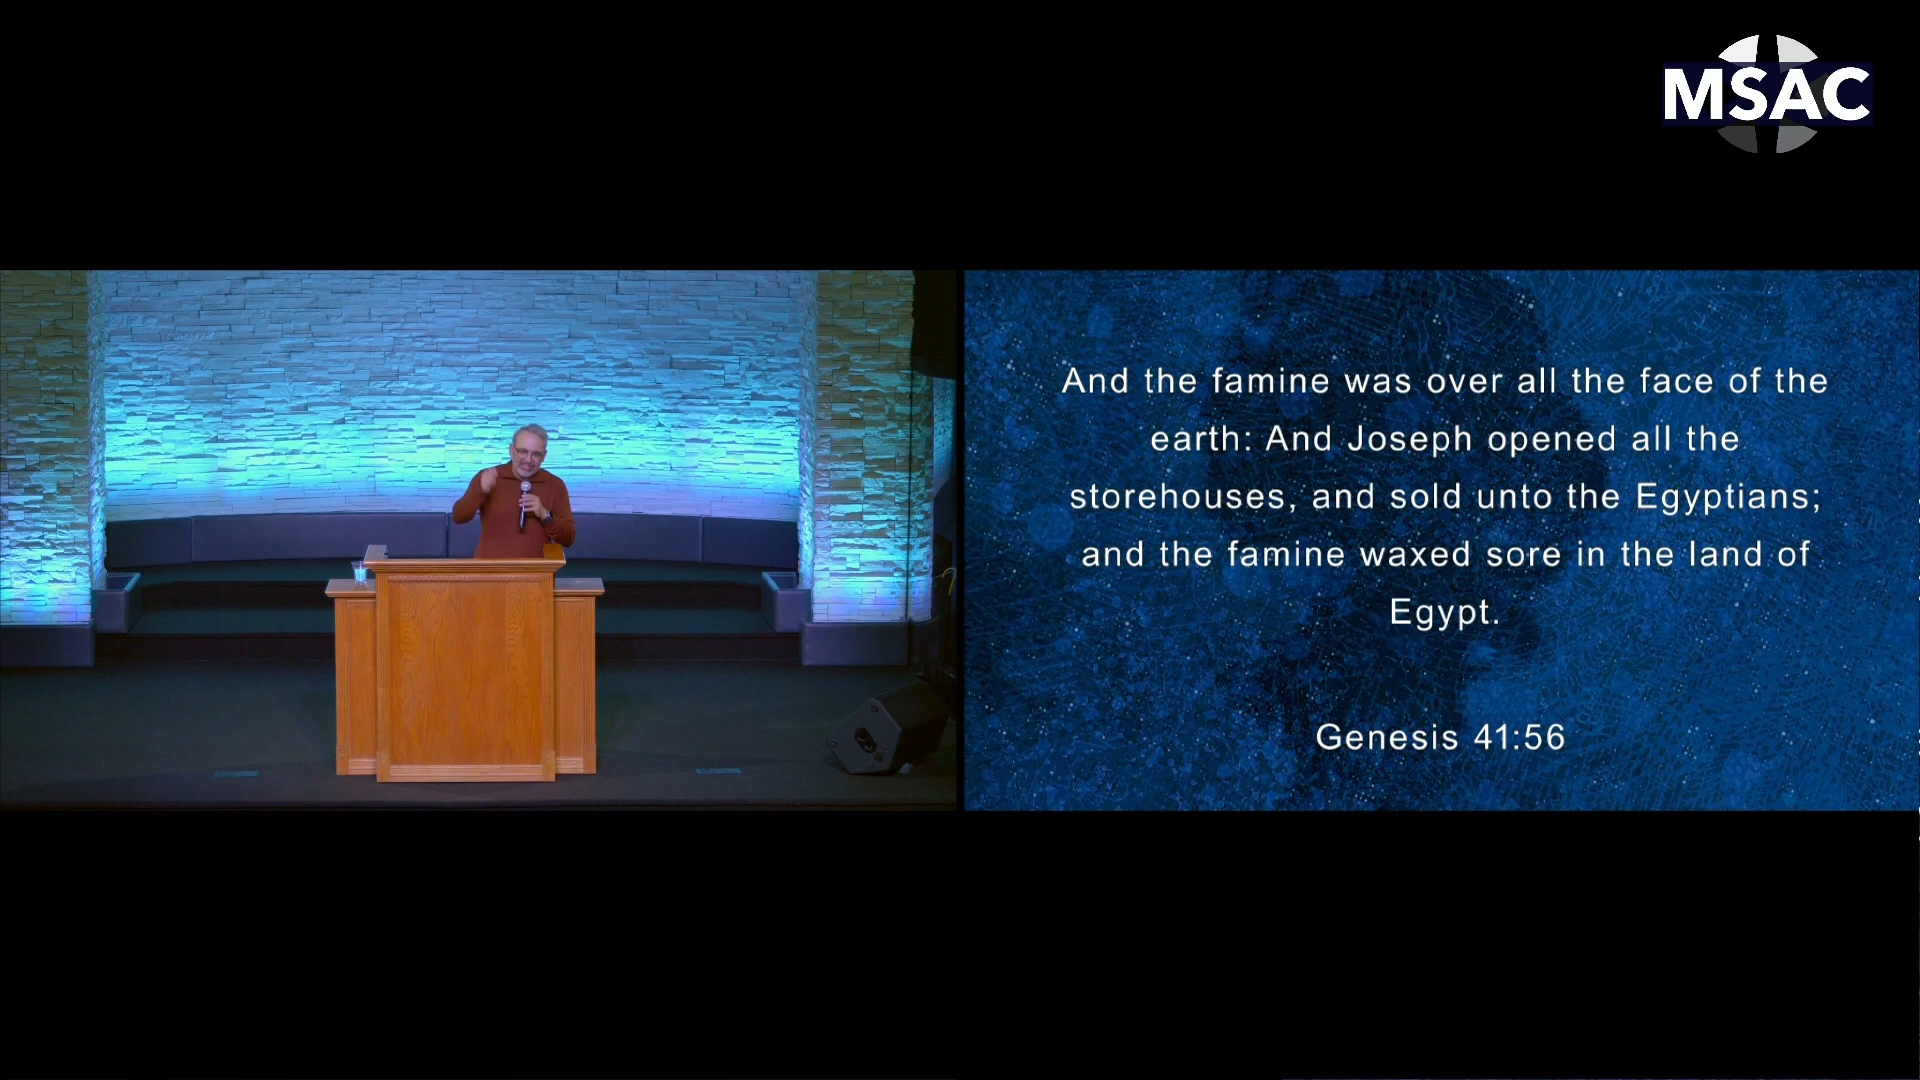 MSAC
And the famine was over all the face of the
earth: And Joseph opened all the
storehouses, and sold unto the Egyptians;
and the famine waxed sore in the land of
Egypt.
Genesis 41:56